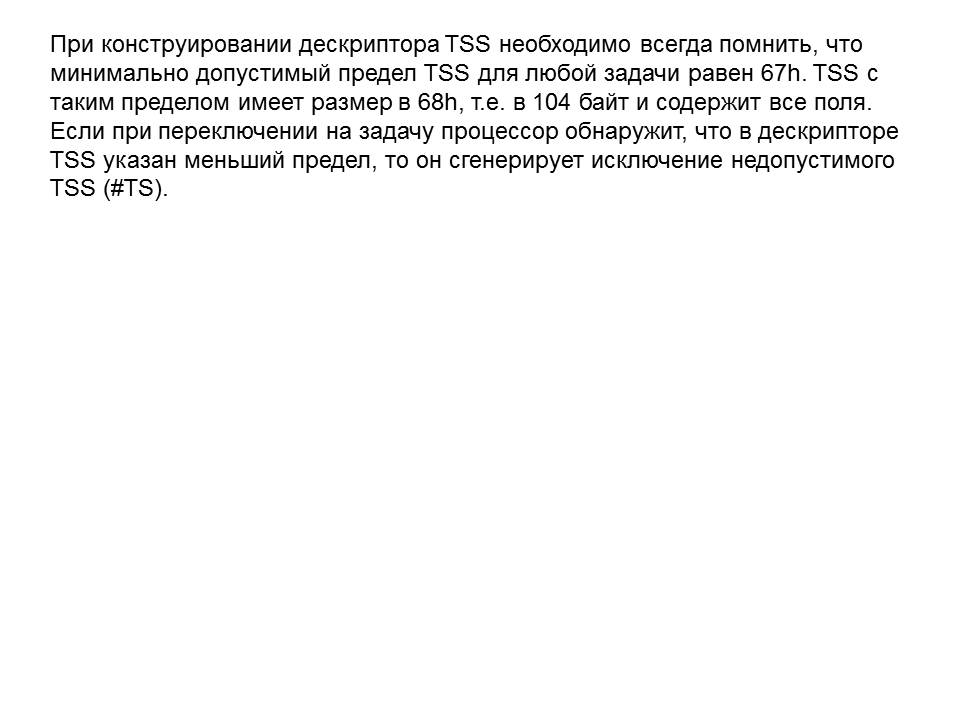 При конструировании дескриптора TSS необходимо всегда помнить, что
минимально допустимый предел TSS для любой задачи равен 67h. TSS с
таким пределом имеет размер в 68h, т.е. в 104 байт и содержит все поля.
Если при переключении на задачу процессор обнаружит, что в дескрипторе
TSS указан меньший предел, то он сгенерирует исключение недопустимого
TSS (#TS).